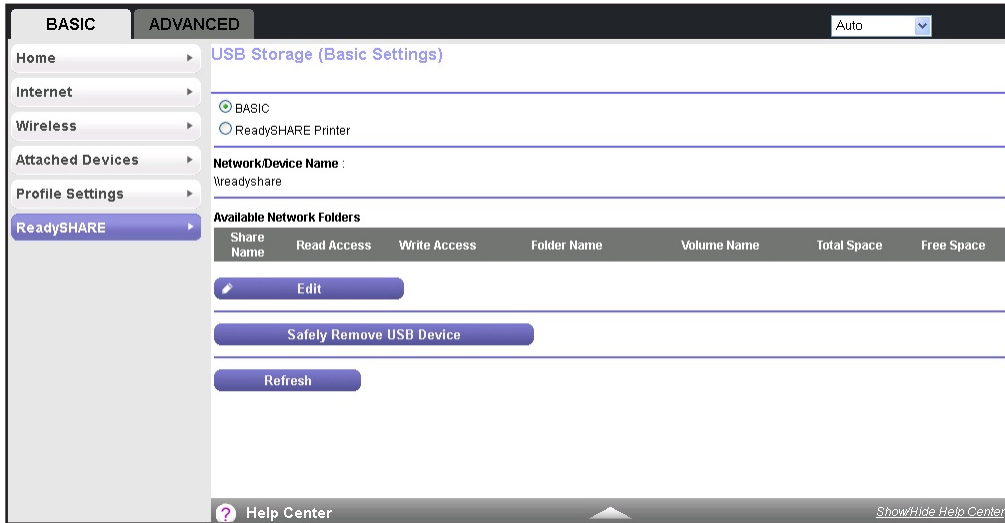 BASIC
ADVANCED
Auto
Home
Internet
Wireless
Attached Devices
Profile Settings
ReadySHARE
USB Storage (Basic Settings)
BASIC
ReadySHARE Printer
Network/Device Name :
\\readyshare
Available Network Folders
Share Name Read Access Write Access Folder Name Volume Name Total Space Free Space
Edit
Safely Remove USB Device
Refresh
? Help Center
Show/Hide Help Center